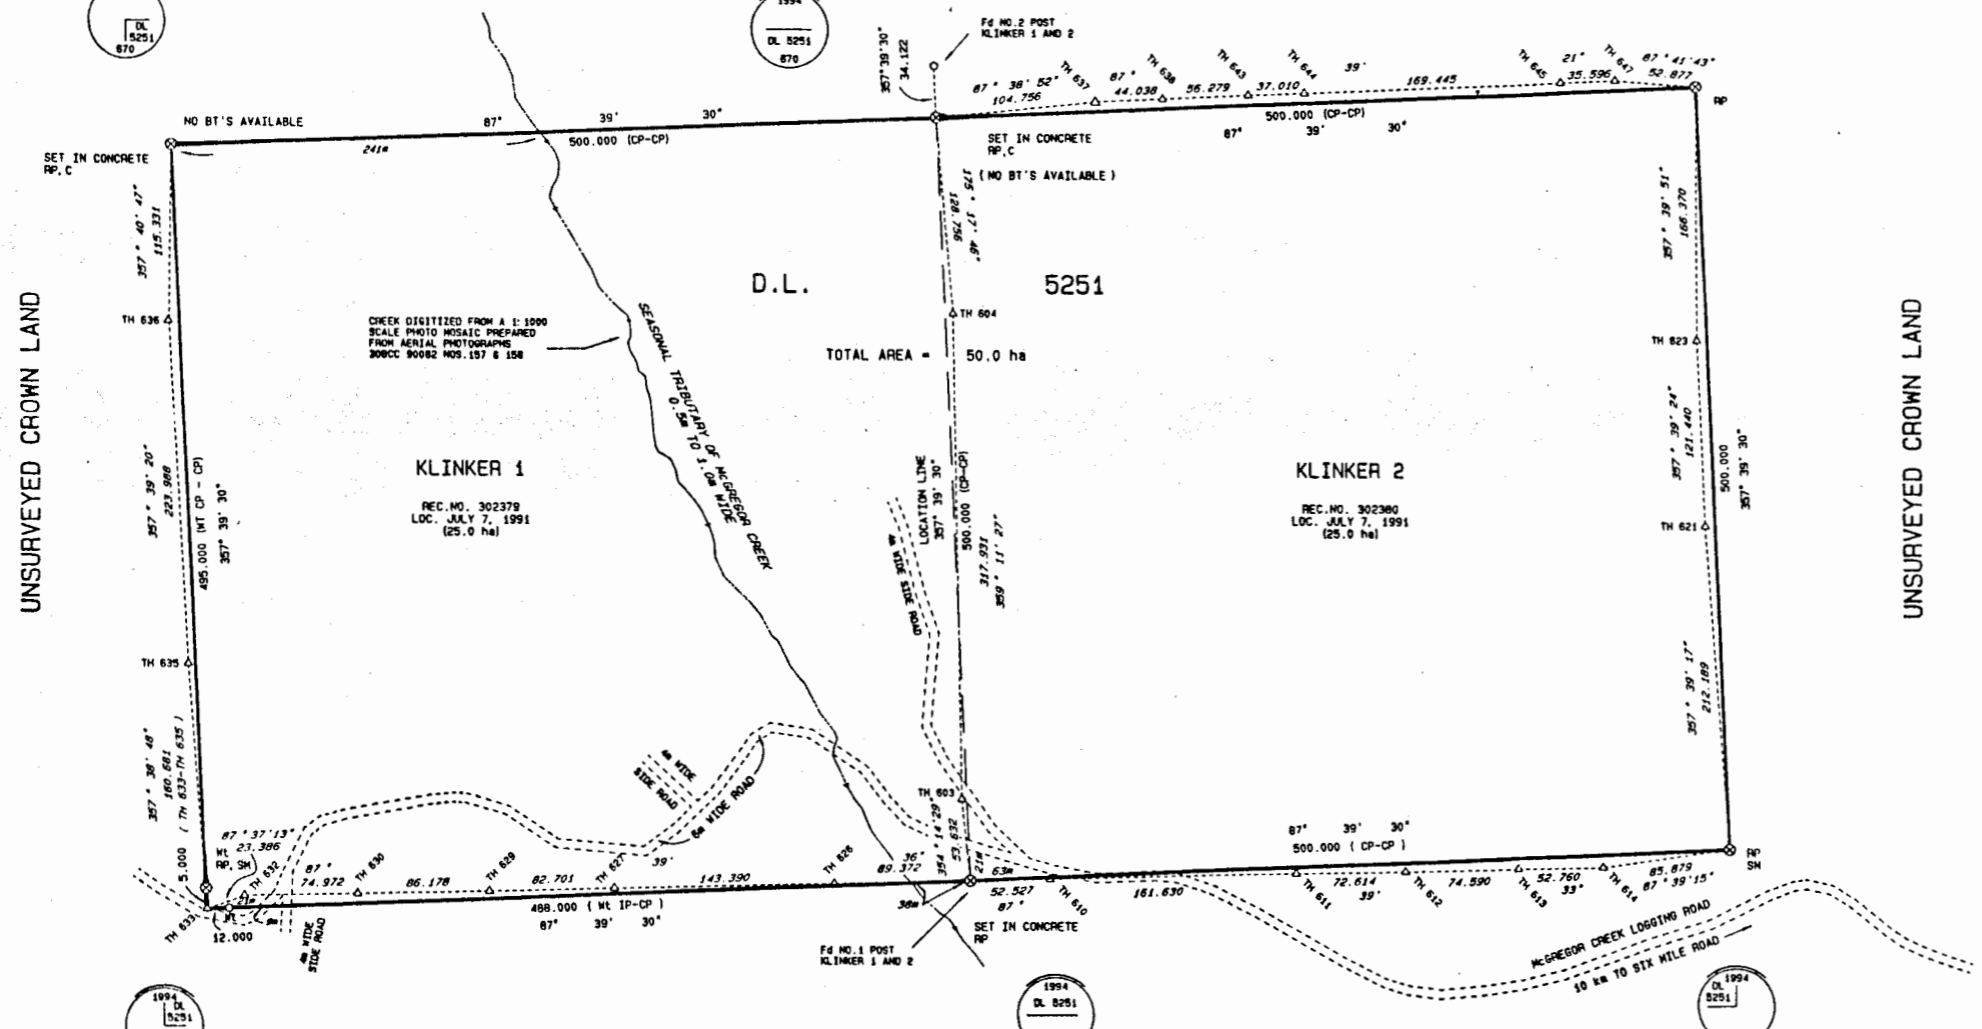 DL
5251
670
1994
DL 5251
670
Fd NO.2 POST
KLINKER 1 AND 2
357°39'30"
34.122
87° 38' 52"
104.756
TH 637
87°
44.038
TH 638
56.279
TH 643
37.010
TH 644
39'
169.445
TH 645
21"
35.596
TH 647
87° 41'43"
52.877
RP
NO BT'S AVAILABLE
87° 39' 30"
500.000 (CP-CP)
241m
SET IN CONCRETE
RP,C
SET IN CONCRETE
RP,C
(NO BT'S AVAILABLE)
500.000 (CP-CP)
87° 39' 30"
357° 40' 47"
115.331
175° 17' 46"
128.756
357° 39' 51"
166.370
UNSURVEYED CROWN LAND
D.L. 5251
TH 636
TH 604
TH 623
CREEK DIGITIZED FROM A 1:1000
SCALE PHOTO MOSAIC PREPARED
FROM AERIAL PHOTOGRAPHS
30BCC 90082 NOS.157 & 158
TOTAL AREA = 50.0 ha
SEASONAL TRIBUTARY OF McGREGOR CREEK
0.5m TO 1.0m WIDE
UNSURVEYED CROWN LAND
357° 39' 20"
223.988
495.000 (WT CP - CP)
357° 39' 30"
KLINKER 1
REC.NO. 302379
LOC. JULY 7, 1991
(25.0 ha)
LOCATION LINE
357° 39' 30"
500.000 (CP-CP)
317.931
359° 11' 27"
4m WIDE SIDE ROAD
KLINKER 2
REC.NO. 302380
LOC. JULY 7, 1991
(25.0 ha)
357° 39' 24"
121.440
500.000
357° 39' 30"
TH 621
TH 635
357° 39' 17"
212.189
357° 38' 48"
160.681
(TH 633-TH 635)
5.000
4m WIDE
SIDE ROAD
6m WIDE ROAD
TH 603
354° 14'29"
53.632
21m
87° 37'13"
23.386
Wt
RP, SM
TH 632
87°
74.972
TH 630
86.178
TH 629
82.701
TH 627
39'
143.390
TH 626
36"
89.372
63m
52.527
87°
TH 610
161.630
87° 39' 30"
500.000 (CP-CP)
TH 611
72.614
39'
TH 612
74.590
TH 613
52.760
33"
TH 614
85.879
87° 39'15"
RP
SM
TH 633
12.000
Wt
4m WIDE
SIDE ROAD
488.000 (Wt IP-CP)
87° 39' 30"
38m
SET IN CONCRETE
RP
Fd NO.1 POST
KLINKER 1 AND 2
McGREGOR CREEK LOGGING ROAD
10 km TO SIX MILE ROAD
1994
DL
5251
1994
DL 5251
1994
DL
5251